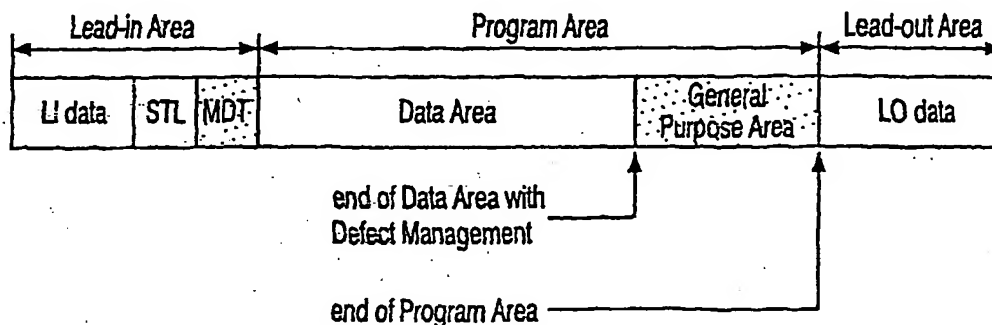 Lead-in Area Program Area Lead-out Area
LI data STL MDT Data Area General Purpose Area LO data
end of Data Area with
Defect Management
end of Program Area